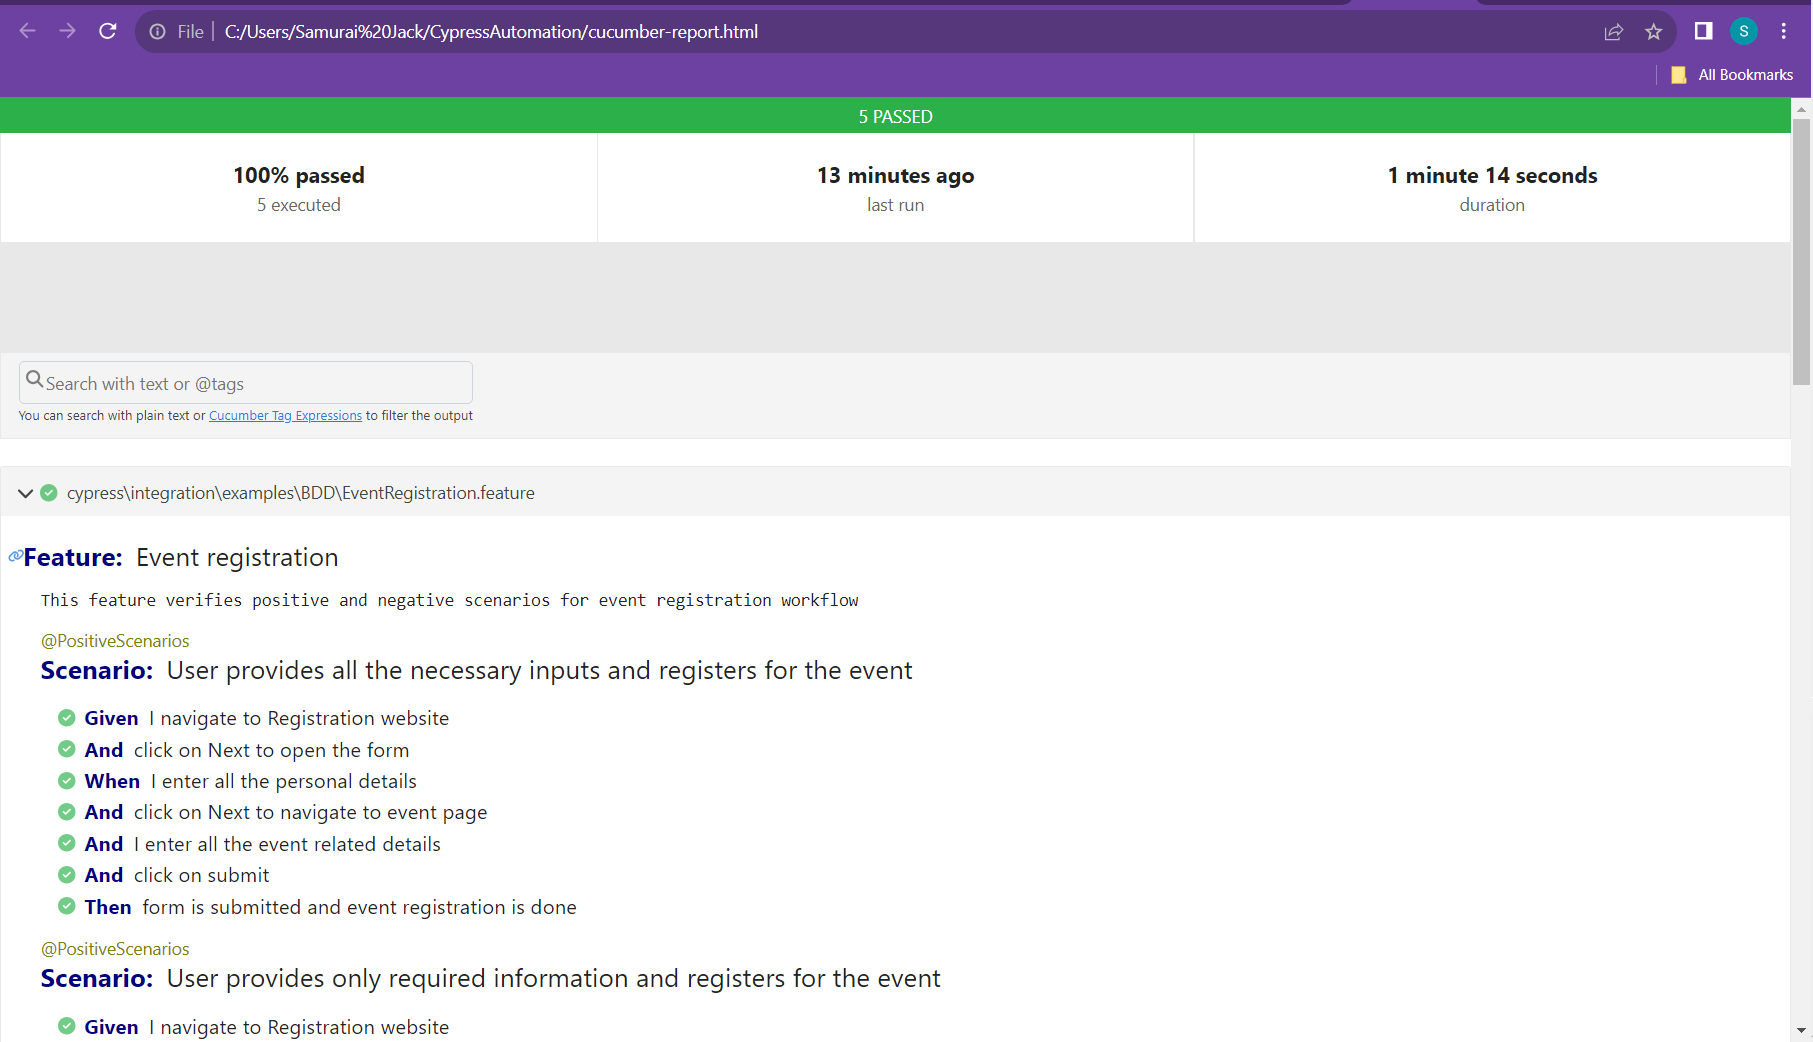 File C:/Users/Samurai%20Jack/CypressAutomation/cucumber-report.html
S
All Bookmarks
5 PASSED
100% passed
5 executed
13 minutes ago
last run
1 minute 14 seconds
duration
Search with text or @tags
You can search with plain text or Cucumber Tag Expressions to filter the output
cypress\integration\examples\BDD\EventRegistration.feature
Feature: Event registration
This feature verifies positive and negative scenarios for event registration workflow
@PositiveScenarios
Scenario: User provides all the necessary inputs and registers for the event
Given I navigate to Registration website
And click on Next to open the form
When I enter all the personal details
And click on Next to navigate to event page
And I enter all the event related details
And click on submit
Then form is submitted and event registration is done
@PositiveScenarios
Scenario: User provides only required information and registers for the event
Given I navigate to Registration website